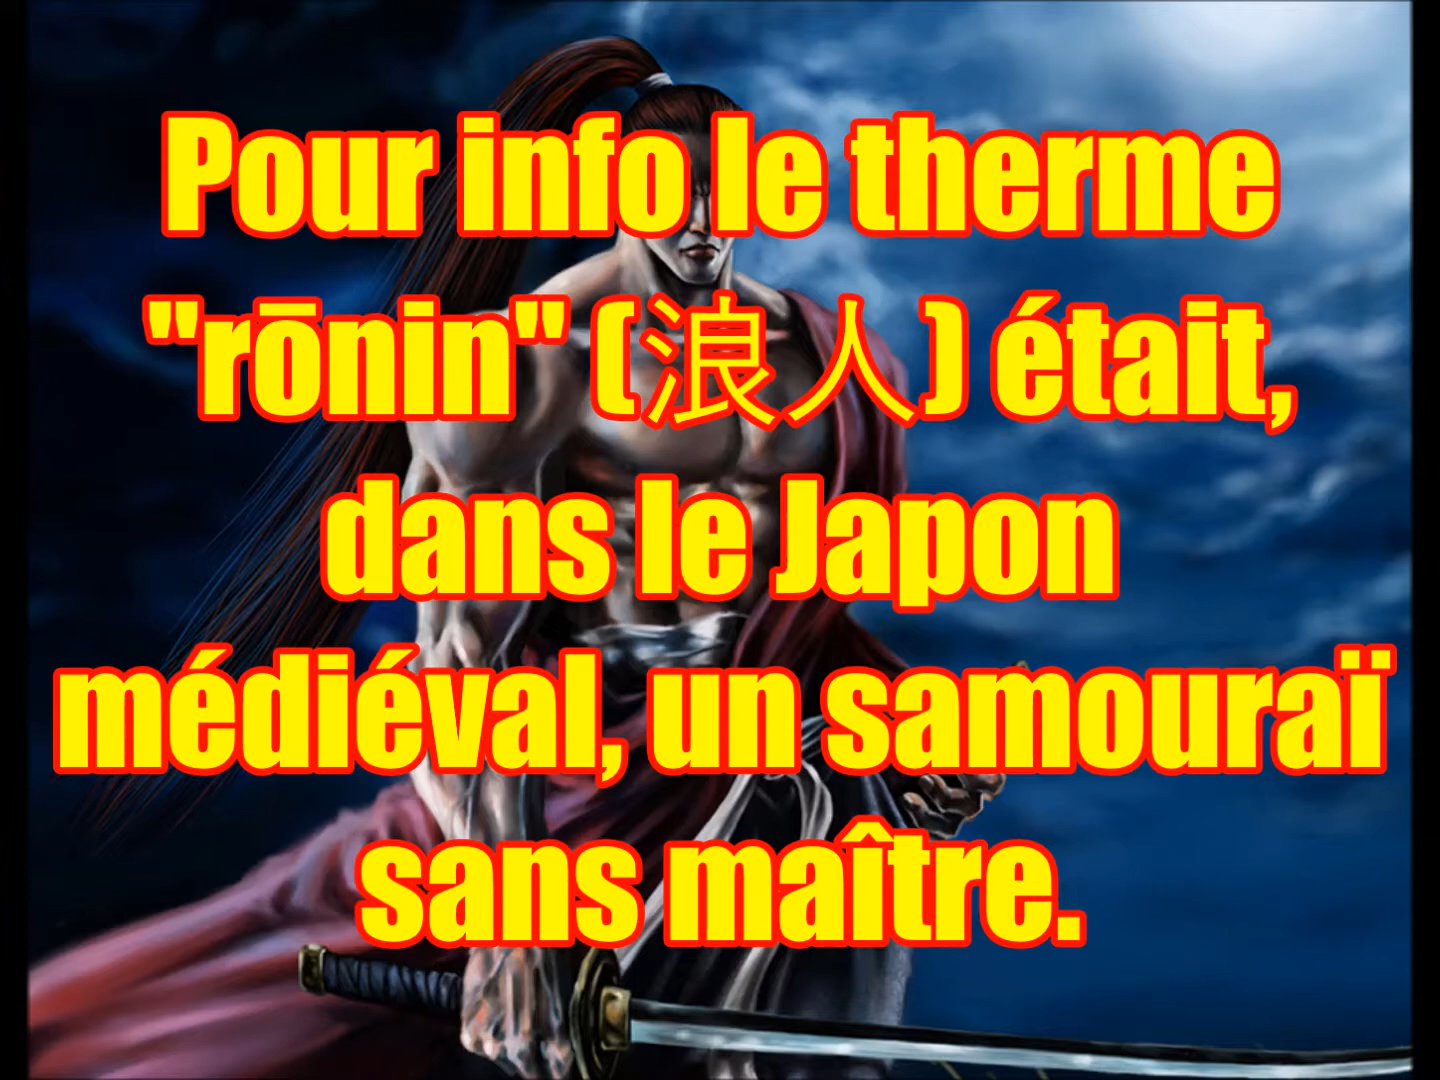 Pour info le therme
"rōnin" (浪人) était,
dans le Japon
médiéval, un samouraï
sans maître.